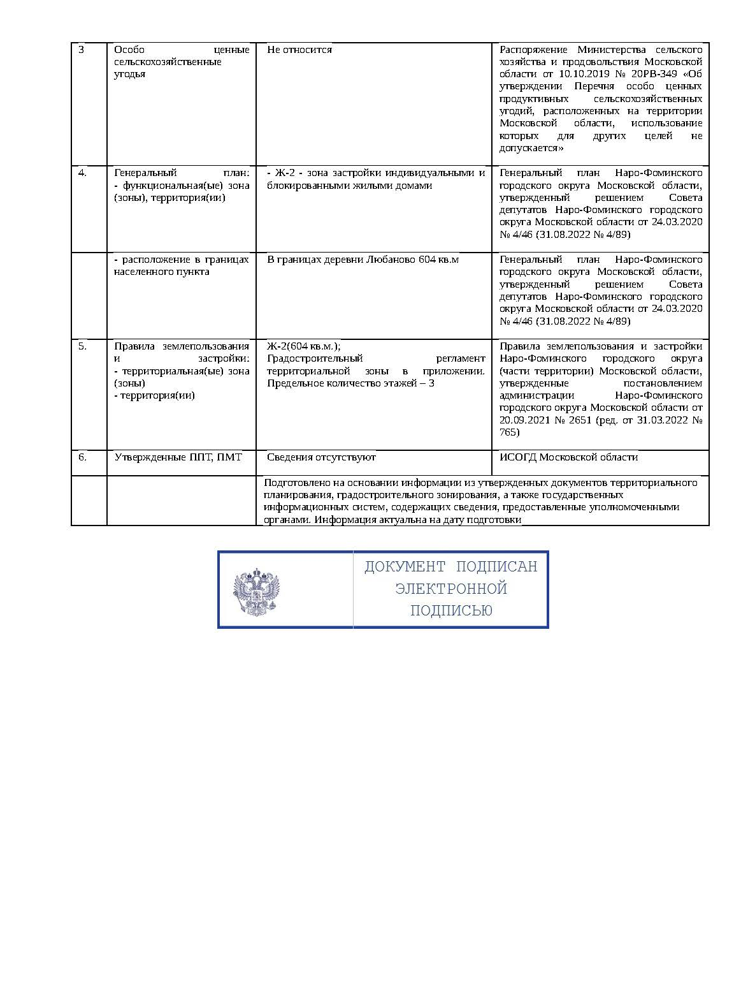 3
Особо ценные
сельскохозяйственные
угодья
Не относится
Распоряжение Министерства сельского
хозяйства и продовольствия Московской
области от 10.10.2019 № 20РВ-349 «Об
утверждении Перечня особо ценных
продуктивных сельскохозяйственных
угодий, расположенных на территории
Московской области, использование
которых для других целей не
допускается»
4.
Генеральный план:
- функциональная(ые) зона
(зоны), территория(ии)
- Ж-2 - зона застройки индивидуальными и
блокированными жилыми домами
Генеральный план Наро-Фоминского
городского округа Московской области,
утвержденный решением Совета
депутатов Наро-Фоминского городского
округа Московской области от 24.03.2020
№ 4/46 (31.08.2022 № 4/89)
- расположение в границах
населенного пункта
В границах деревни Любаново 604 кв.м
Генеральный план Наро-Фоминского
городского округа Московской области,
утвержденный решением Совета
депутатов Наро-Фоминского городского
округа Московской области от 24.03.2020
№ 4/46 (31.08.2022 № 4/89)
5.
Правила землепользования
и застройки:
- территориальная(ые) зона
(зоны)
- территория(ии)
Ж-2(604 кв.м.);
Градостроительный регламент
территориальной зоны в приложении.
Предельное количество этажей – 3
Правила землепользования и застройки
Наро-Фоминского городского округа
(части территории) Московской области,
утвержденные постановлением
администрации Наро-Фоминского
городского округа Московской области от
20.09.2021 № 2651 (ред. от 31.03.2022 №
765)
6.
Утвержденные ППТ, ПМТ
Сведения отсутствуют
ИСОГД Московской области
Подготовлено на основании информации из утвержденных документов территориального
планирования, градостроительного зонирования, а также государственных
информационных систем, содержащих сведения, предоставленные уполномоченными
органами. Информация актуальна на дату подготовки
ДОКУМЕНТ ПОДПИСАН
ЭЛЕКТРОННОЙ
ПОДПИСЬЮ